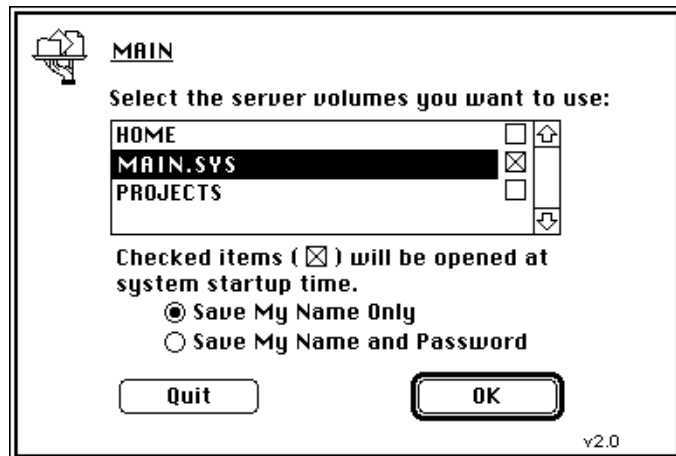 MAIN
Select the server volumes you want to use:
HOME
MAIN.SYS
PROJECTS
Checked items ( ☒ ) will be opened at
system startup time.
Save My Name Only
Save My Name and Password
Quit OK
v2.0